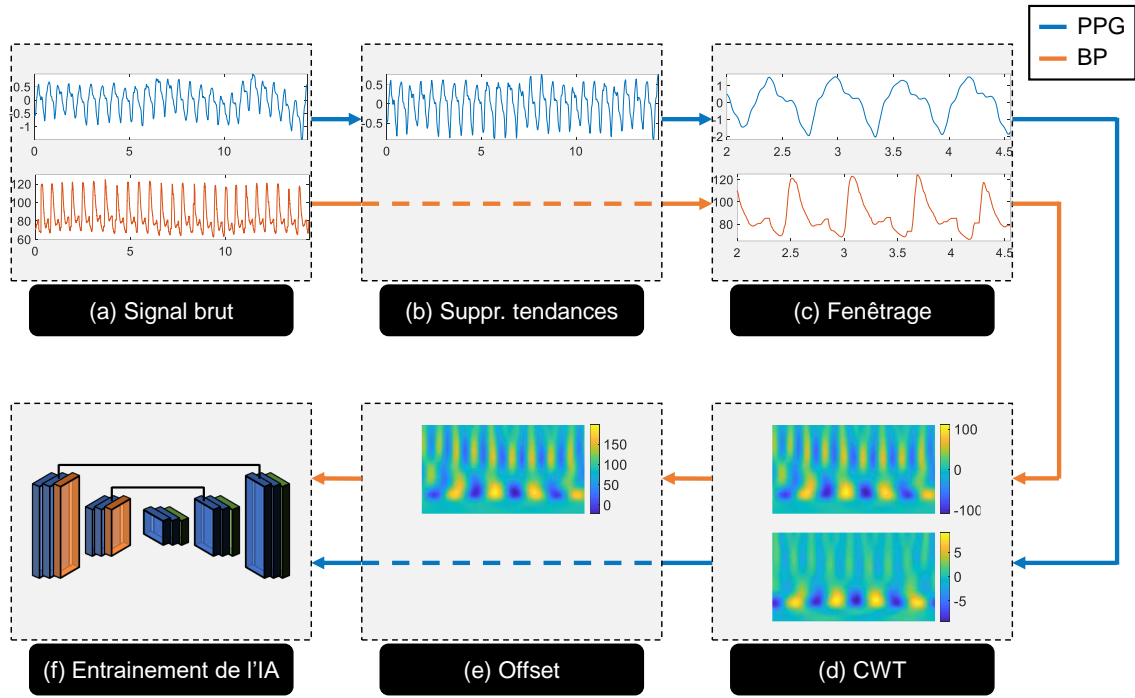 PPG
BP
0.5
0
-0.5
-1
0 5 10
120
100
80
60
0 5 10
(a) Signal brut
0.5
0
-0.5
0 5 10
(b) Suppr. tendances
1
0
-1
-2
2 2.5 3 3.5 4 4.5
120
100
80
2 2.5 3 3.5 4 4.5
(c) Fenêtrage
(f) Entrainement de l’IA
150
100
50
0
(e) Offset
100
0
-100
5
0
-5
(d) CWT